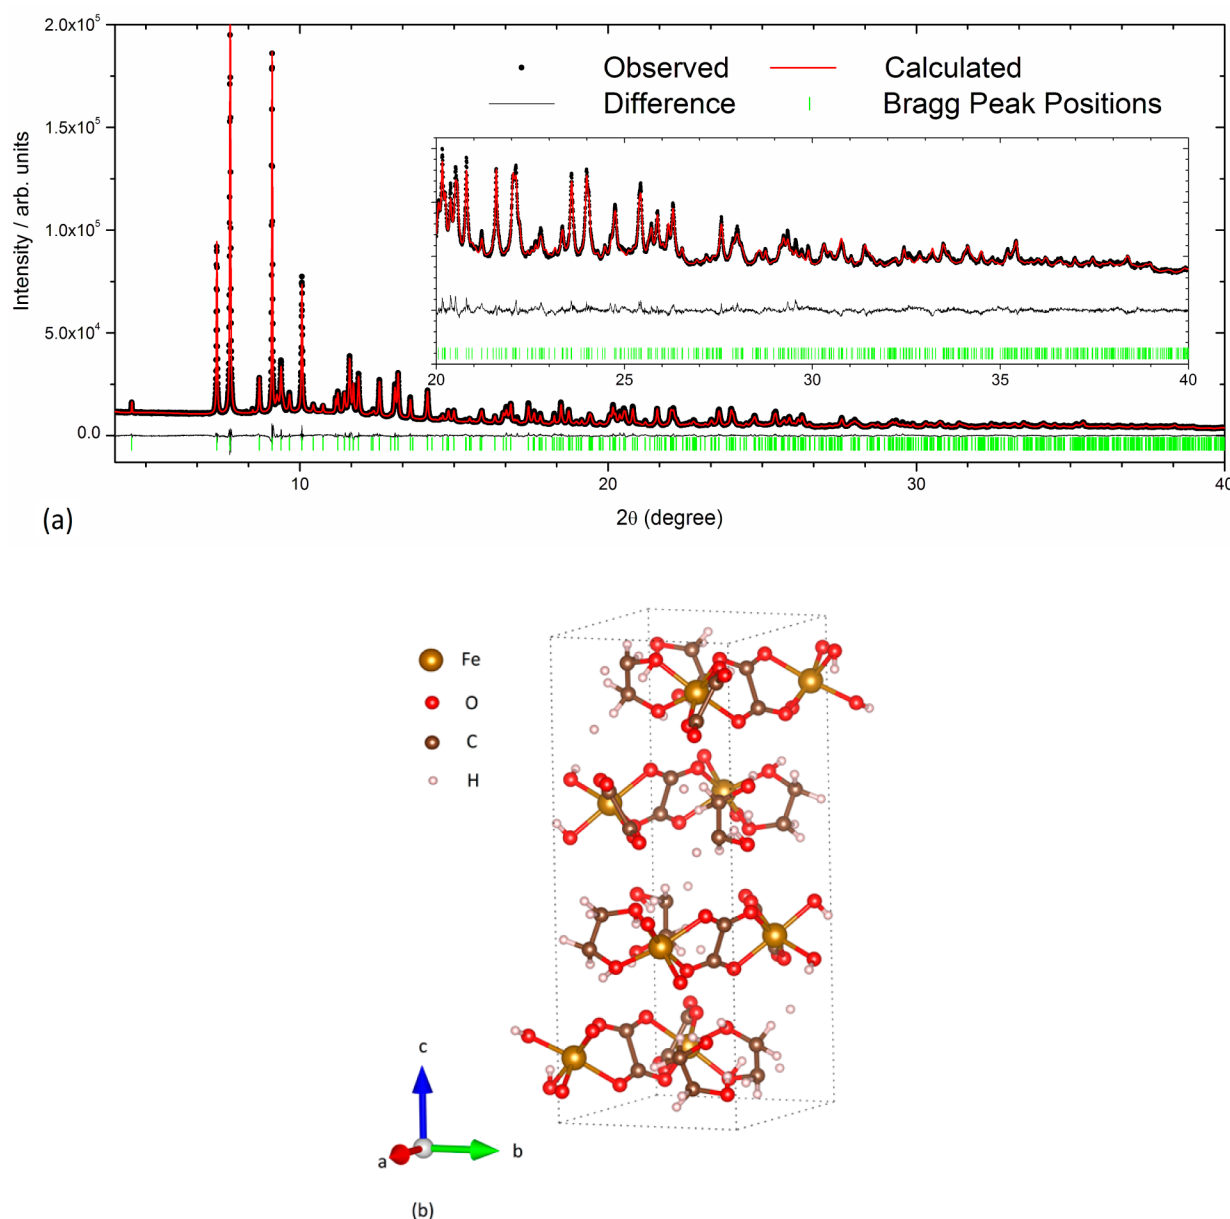 2.0x10⁵
1.5x10⁵
1.0x10⁵
5.0x10⁴
0.0
Intensity / arb. units
Observed
Calculated
Difference
Bragg Peak Positions
20 25 30 35 40
10 20 30 40
2θ (degree)
(a)
Fe
O
C
H
c
a
b
(b)